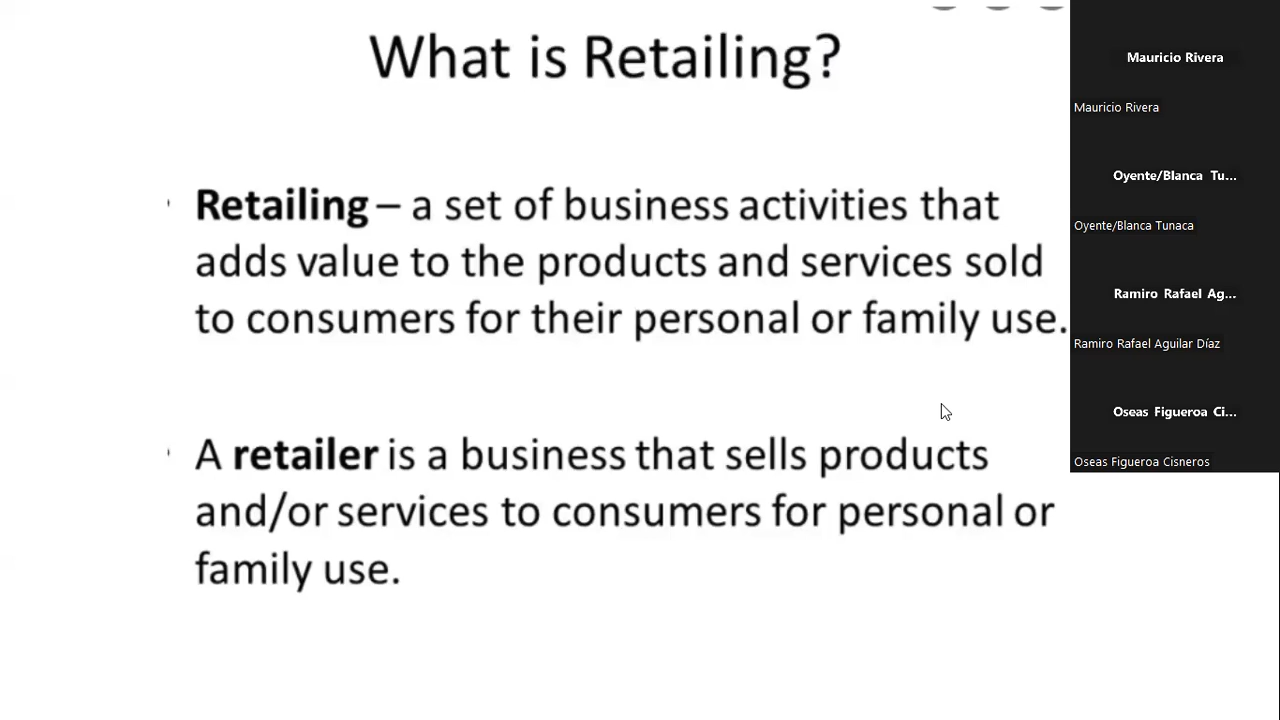 What is Retailing?
Retailing – a set of business activities that
adds value to the products and services sold
to consumers for their personal or family use.
A retailer is a business that sells products
and/or services to consumers for personal or
family use.
Mauricio Rivera
Mauricio Rivera
Oyente/Blanca Tu...
Oyente/Blanca Tunaca
Ramiro Rafael Ag...
Ramiro Rafael Aguilar Díaz
Oseas Figueroa Ci...
Oseas Figueroa Cisneros